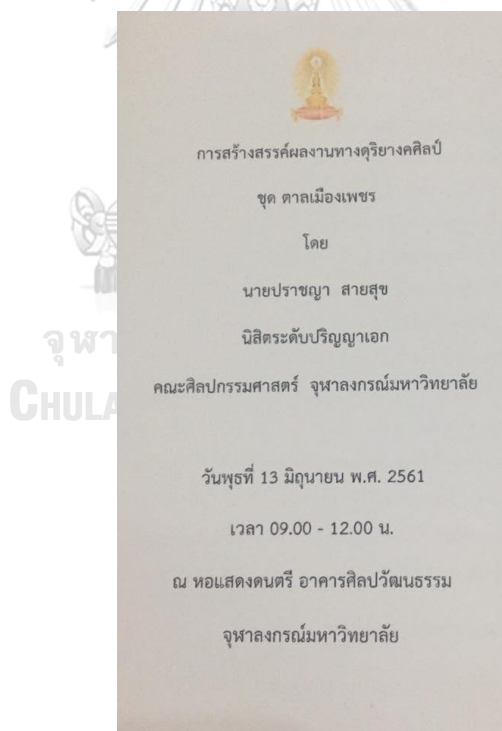 การสร้างสรรค์ผลงานทางดุริยางคศิลป์
ชุด ตาลเมืองเพชร
โดย
นายปราชญา สายสุข
นิสิตระดับปริญญาเอก
คณะศิลปกรรมศาสตร์ จุฬาลงกรณ์มหาวิทยาลัย
วันพุธที่ 13 มิถุนายน พ.ศ. 2561
เวลา 09.00 - 12.00 น.
ณ หอแสดงดนตรี อาคารศิลปวัฒนธรรม
จุฬาลงกรณ์มหาวิทยาลัย
จุฬา
CHULA